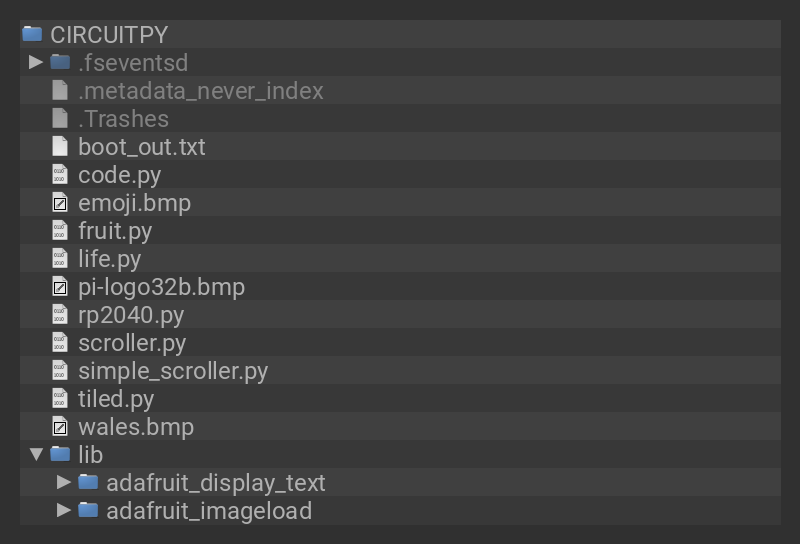 CIRCUITPY
.fseventsd
.metadata_never_index
.Trashes
boot_out.txt
code.py
emoji.bmp
fruit.py
life.py
pi-logo32b.bmp
rp2040.py
scroller.py
simple_scroller.py
tiled.py
wales.bmp
lib
adafruit_display_text
adafruit_imageload